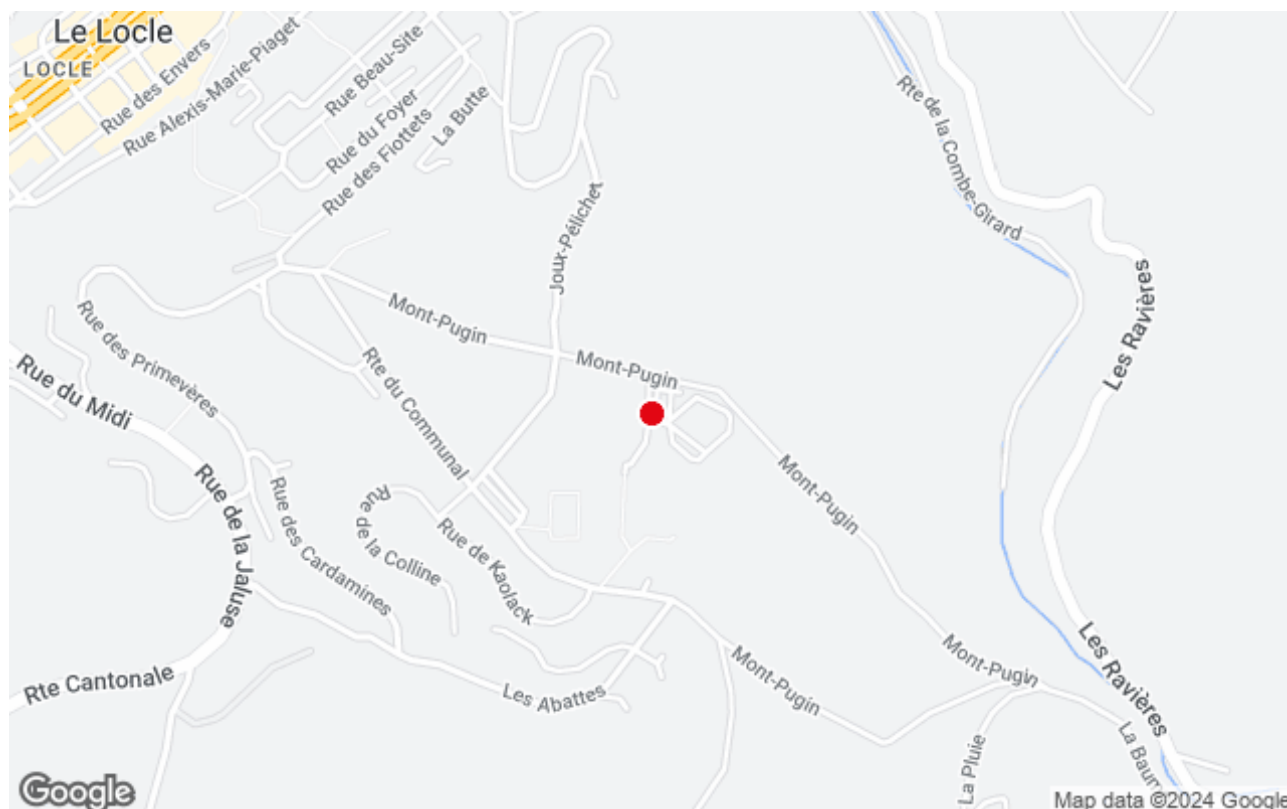 Le Locle
LOCLE
Rue des Envers
Rue Alexis-Marie-Piaget
Rue Beau-Site
Rue du Foyer
La Butte
Rue des Fiottets
Rte de la Combe-Girard
Joux-Pélichet
Les Ravières
Mont-Pugin
Mont-Pugin
Rue des Primevères
Rue du Midi
Rte du Communal
Mont-Pugin
Rue de la Jaluse
Rue des Cardamines
Rue de la Colline
Rue de Kaolack
Les Abattes
Rte Cantonale
Mont-Pugin
Mont-Pugin
Les Ravières
La Pluie
Google
Map data ©2024 Google